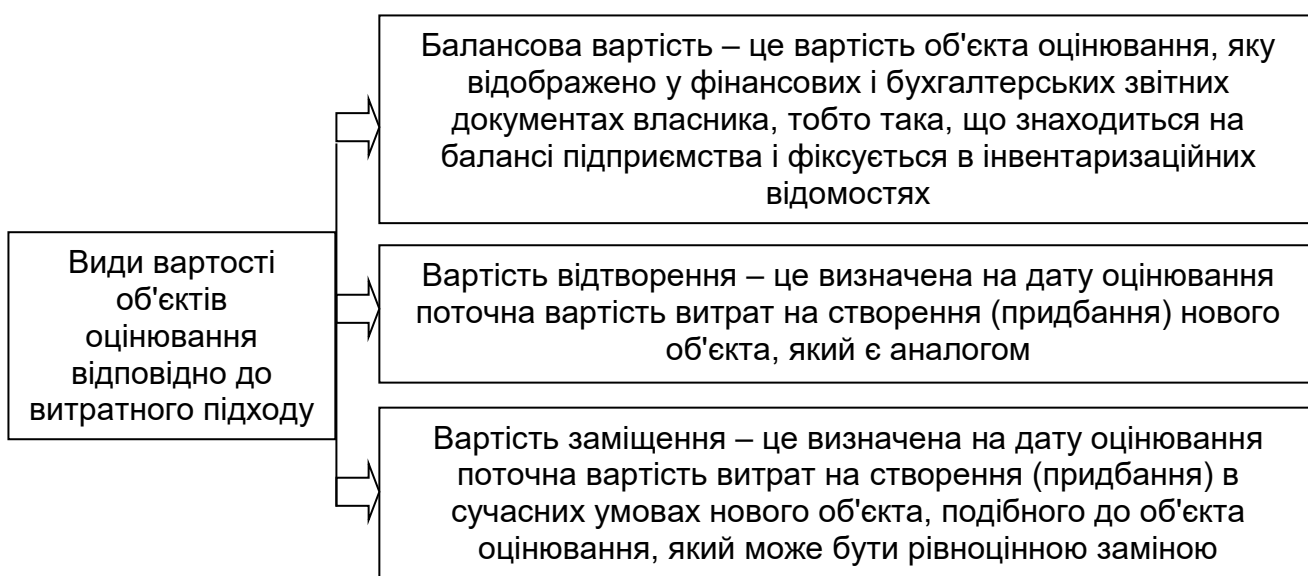 Балансова вартість – це вартість об'єкта оцінювання, яку
відображено у фінансових і бухгалтерських звітних
документах власника, тобто така, що знаходиться на
балансі підприємства і фіксується в інвентаризаційних
відомостях
Види вартості
об'єктів
оцінювання
відповідно до
витратного підходу
Вартість відтворення – це визначена на дату оцінювання
поточна вартість витрат на створення (придбання) нового
об'єкта, який є аналогом
Вартість заміщення – це визначена на дату оцінювання
поточна вартість витрат на створення (придбання) в
сучасних умовах нового об'єкта, подібного до об'єкта
оцінювання, який може бути рівноцінною заміною